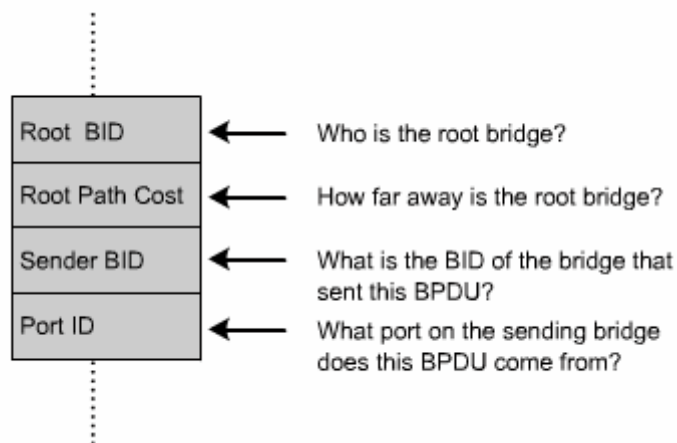 Root BID
Who is the root bridge?
Root Path Cost
How far away is the root bridge?
Sender BID
What is the BID of the bridge that
sent this BPDU?
Port ID
What port on the sending bridge
does this BPDU come from?